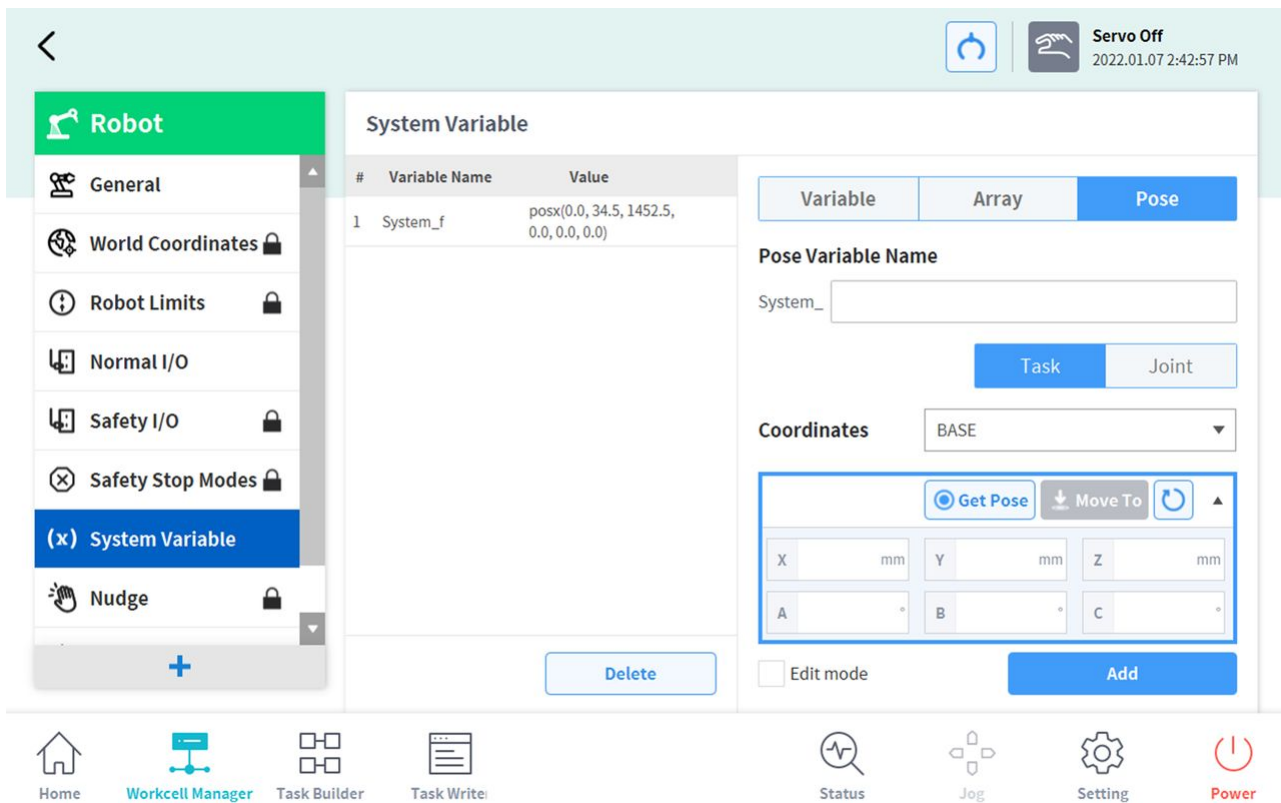 Servo Off
2022.01.07 2:42:57 PM
Robot
General
World Coordinates
Robot Limits
Normal I/O
Safety I/O
Safety Stop Modes
(x) System Variable
Nudge
+
System Variable
# Variable Name Value
1 System_f posx(0.0, 34.5, 1452.5,
0.0, 0.0, 0.0)
Delete
Variable Array Pose
Pose Variable Name
System_
Task Joint
Coordinates BASE
Get Pose Move To
X mm Y mm Z mm
A ° B ° C °
Edit mode Add
Home Workcell Manager Task Builder Task Write Status Jog Setting Power